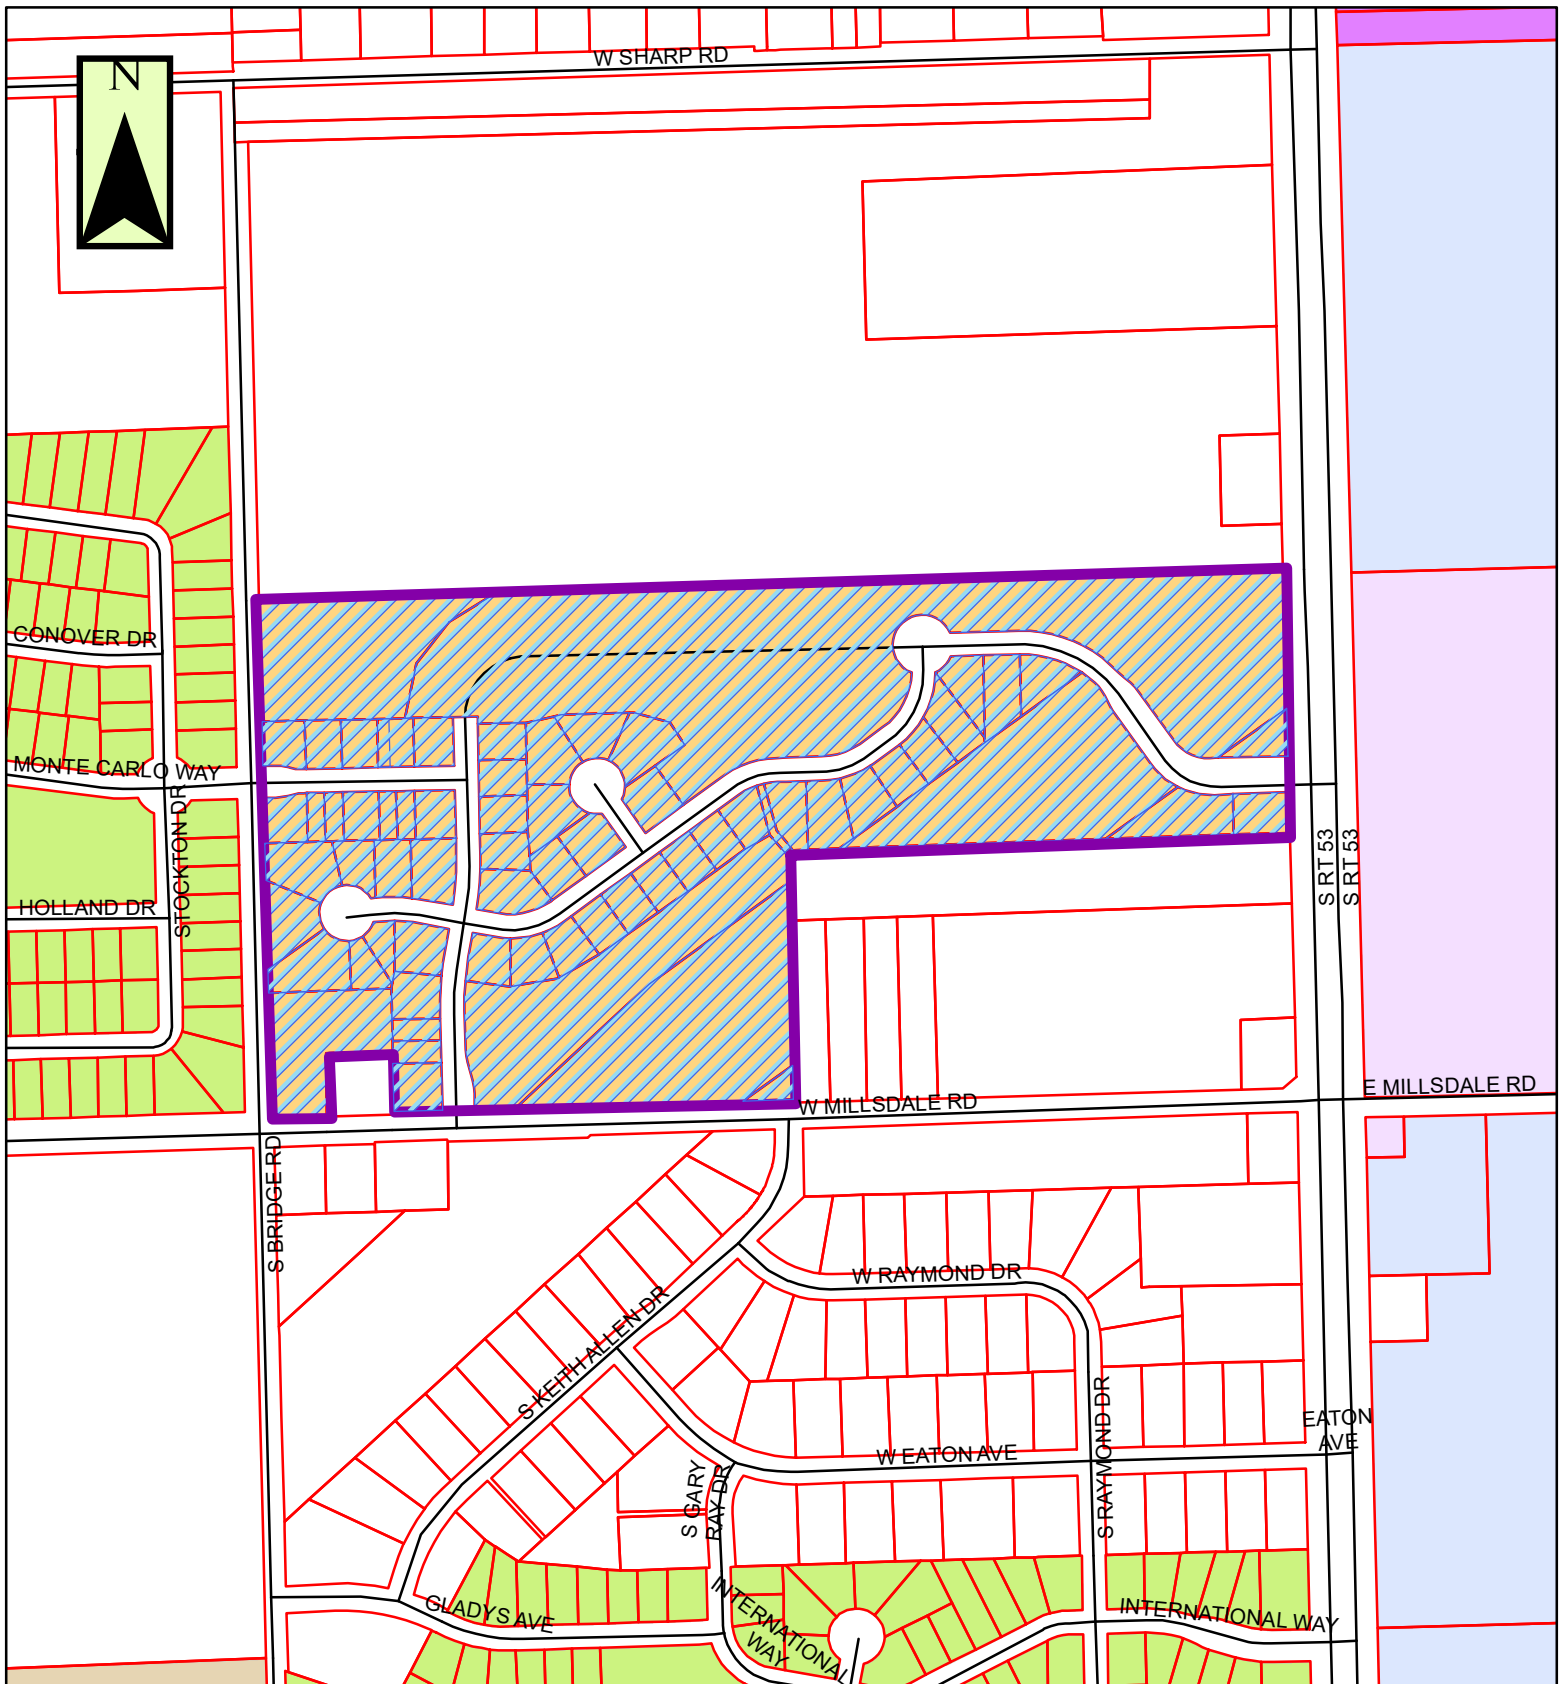 W SHARP RD
N
CONOVER DR
MONTE CARLO WAY
STOCKTON DR
HOLLAND DR
S RT 53
S RT 53
E MILLSDALE RD
W MILLSDALE RD
S BRIDGE RD
W RAYMOND DR
S KEITH ALLEN DR
S RAYMOND DR
EATON
AVE
W EATON AVE
S GARY
RAY DR
GLADYS AVE
INTERNATIONAL
WAY
INTERNATIONAL WAY